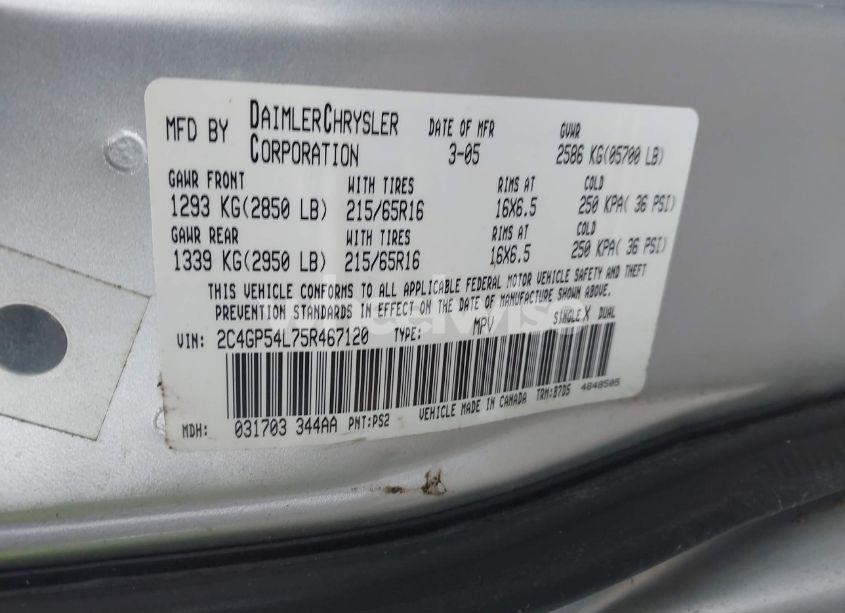 MFD BY DAIMLERCHRYSLER CORPORATION DATE OF MFR 3-05 GVWR 2586 KG(05700 LB)
GAWR FRONT WITH TIRES RIMS AT COLD
1293 KG(2850 LB) 215/65R16 16X6.5 250 KPA( 36 PSI)
GAWR REAR WITH TIRES RIMS AT COLD
1339 KG(2950 LB) 215/65R16 16X6.5 250 KPA( 36 PSI)
THIS VEHICLE CONFORMS TO ALL APPLICABLE FEDERAL MOTOR VEHICLE SAFETY AND THEFT
PREVENTION STANDARDS IN EFFECT ON THE DATE OF MANUFACTURE SHOWN ABOVE.
VIN: 2C4GP54L75R467120 TYPE: MPV SINGLE X DUAL
MDH: 031703 344AA PNT:PS2 VEHICLE MADE IN CANADA TRM:B7D5 4848505